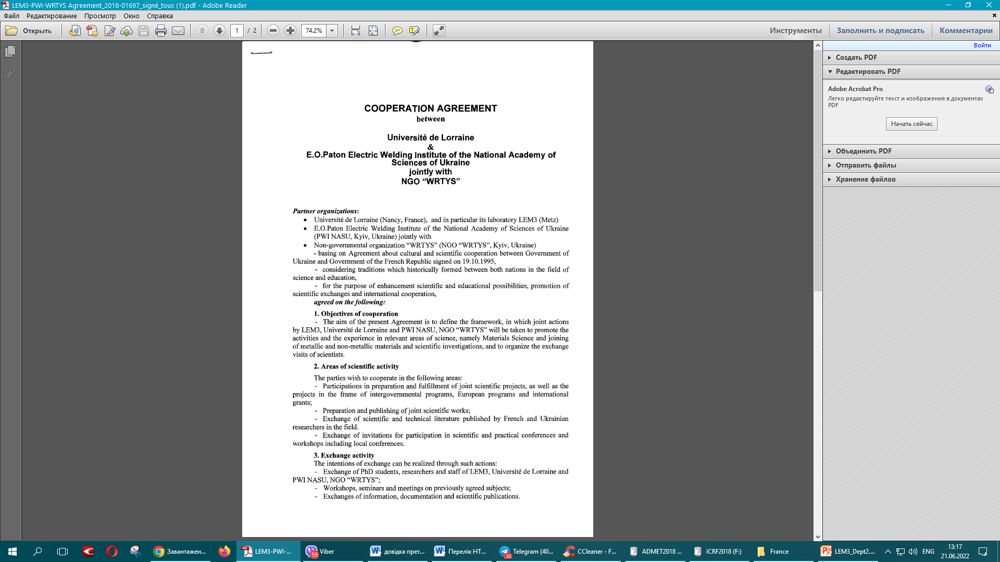 LEM3-PWI-WRTYS Agreement_2018-01697_signé_tous (1).pdf - Adobe Reader
Файл Редактирование Просмотр Окно Справка
Открыть 1 / 2 74.2% Инструменты Заполнить и подписать Комментарии
Войти
Создать PDF
Редактировать PDF
Adobe Acrobat Pro
Легко редактируйте текст и изображения в документах
PDF
Начать сейчас
Объединить PDF
Отправить файлы
Хранение файлов
COOPERATION AGREEMENT
between
Université de Lorraine
&
E.O.Paton Electric Welding Institute of the National Academy of
Sciences of Ukraine
jointly with
NGO “WRTYS”
Partner organizations:
• Université de Lorraine (Nancy, France), and in particular its laboratory LEM3 (Metz)
• E.O.Paton Electric Welding Institute of the National Academy of Sciences of Ukraine
(PWI NASU, Kyiv, Ukraine) jointly with
• Non-governmental organization “WRTYS” (NGO “WRTYS”, Kyiv, Ukraine)
- basing on Agreement about cultural and scientific cooperation between Government of
Ukraine and Government of the French Republic signed on 19.10.1995,
- considering traditions which historically formed between both nations in the field of
science and education,
- for the purpose of enhancement scientific and educational possibilities, promotion of
scientific exchanges and international cooperation,
agreed on the following:
1. Objectives of cooperation
- The aim of the present Agreement is to define the framework, in which joint actions
by LEM3, Université de Lorraine and PWI NASU, NGO “WRTYS” will be taken to promote the
activities and the experience in relevant areas of science, namely Materials Science and joining
of metallic and non-metallic materials and scientific investigations, and to organize the exchange
visits of scientists.
2. Areas of scientific activity
The parties wish to cooperate in the following areas:
- Participations in preparation and fulfillment of joint scientific projects, as well as the
projects in the frame of intergovernmental programs, European programs and international
grants;
- Preparation and publishing of joint scientific works;
- Exchange of scientific and technical literature published by French and Ukrainian
researchers in the field.
- Exchange of invitations for participation in scientific and practical conferences and
workshops including local conferences.
3. Exchange activity
The intentions of exchange can be realized through such actions:
- Exchange of PhD students, researchers and staff of LEM3, Université de Lorraine and
PWI NASU, NGO “WRTYS”;
- Workshops, seminars and meetings on previously agreed subjects;
- Exchanges of information, documentation and scientific publications.
Завантажен... LEM3-PWI-... 59 Viber довідка прет... Перелік НТ... .30 Telegram (40... CCleaner - F... ADMET2018 ... ICRF2018 (F:) France LEM3_Dept2.... ENG 13:17
21.06.2022